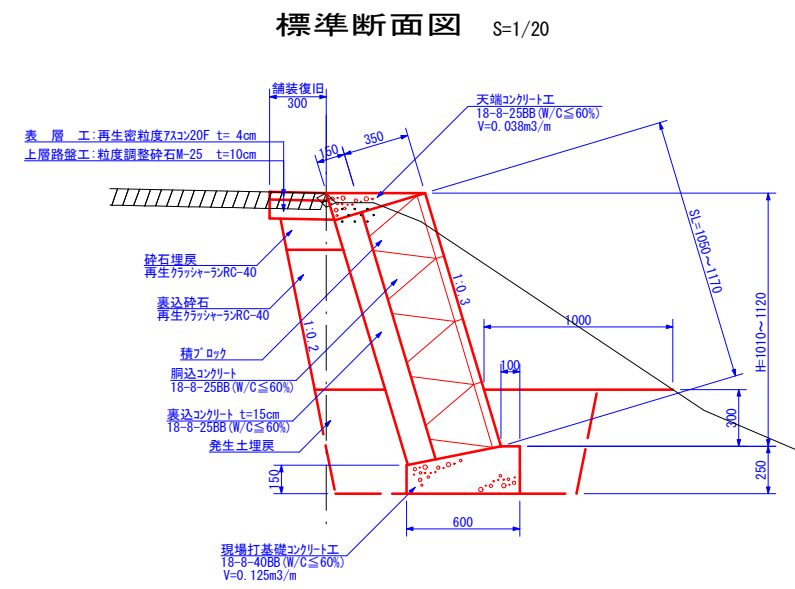 標準断面図 S=1/20
舗装復旧
300
天端コンクリート工
18-8-25BB(W/C≦60%)
V=0.038m3/m
表 層 工:再生密粒度アスコン20F t= 4cm
上層路盤工:粒度調整砕石M-25 t=10cm
150
350
SL=1050～1170
H=1010～1120
砕石埋戻
再生クラッシャーランRC-40
裏込砕石
再生クラッシャーランRC-40
1:0.2
1:0.3
1000
積ブロック
胴込コンクリート
18-8-25BB(W/C≦60%)
100
裏込コンクリート t=15cm
18-8-25BB(W/C≦60%)
発生土埋戻
300
150
250
600
現場打基礎コンクリート工
18-8-40BB(W/C≦60%)
V=0.125m3/m